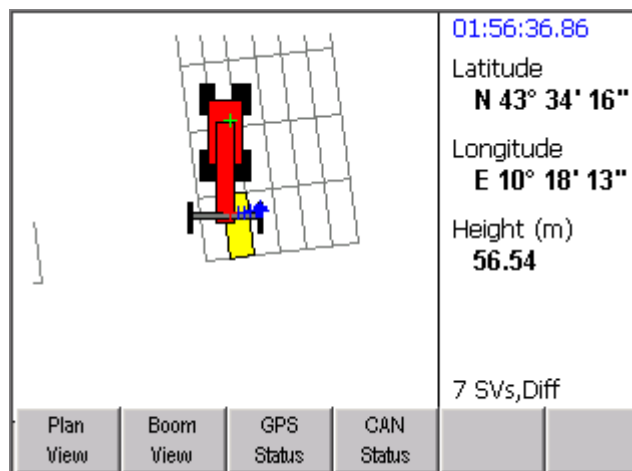 01:56:36.86
Latitude
N 43° 34' 16"
Longitude
E 10° 18' 13"
Height (m)
56.54
7 SVs,Diff
Plan View
Boom View
GPS Status
CAN Status